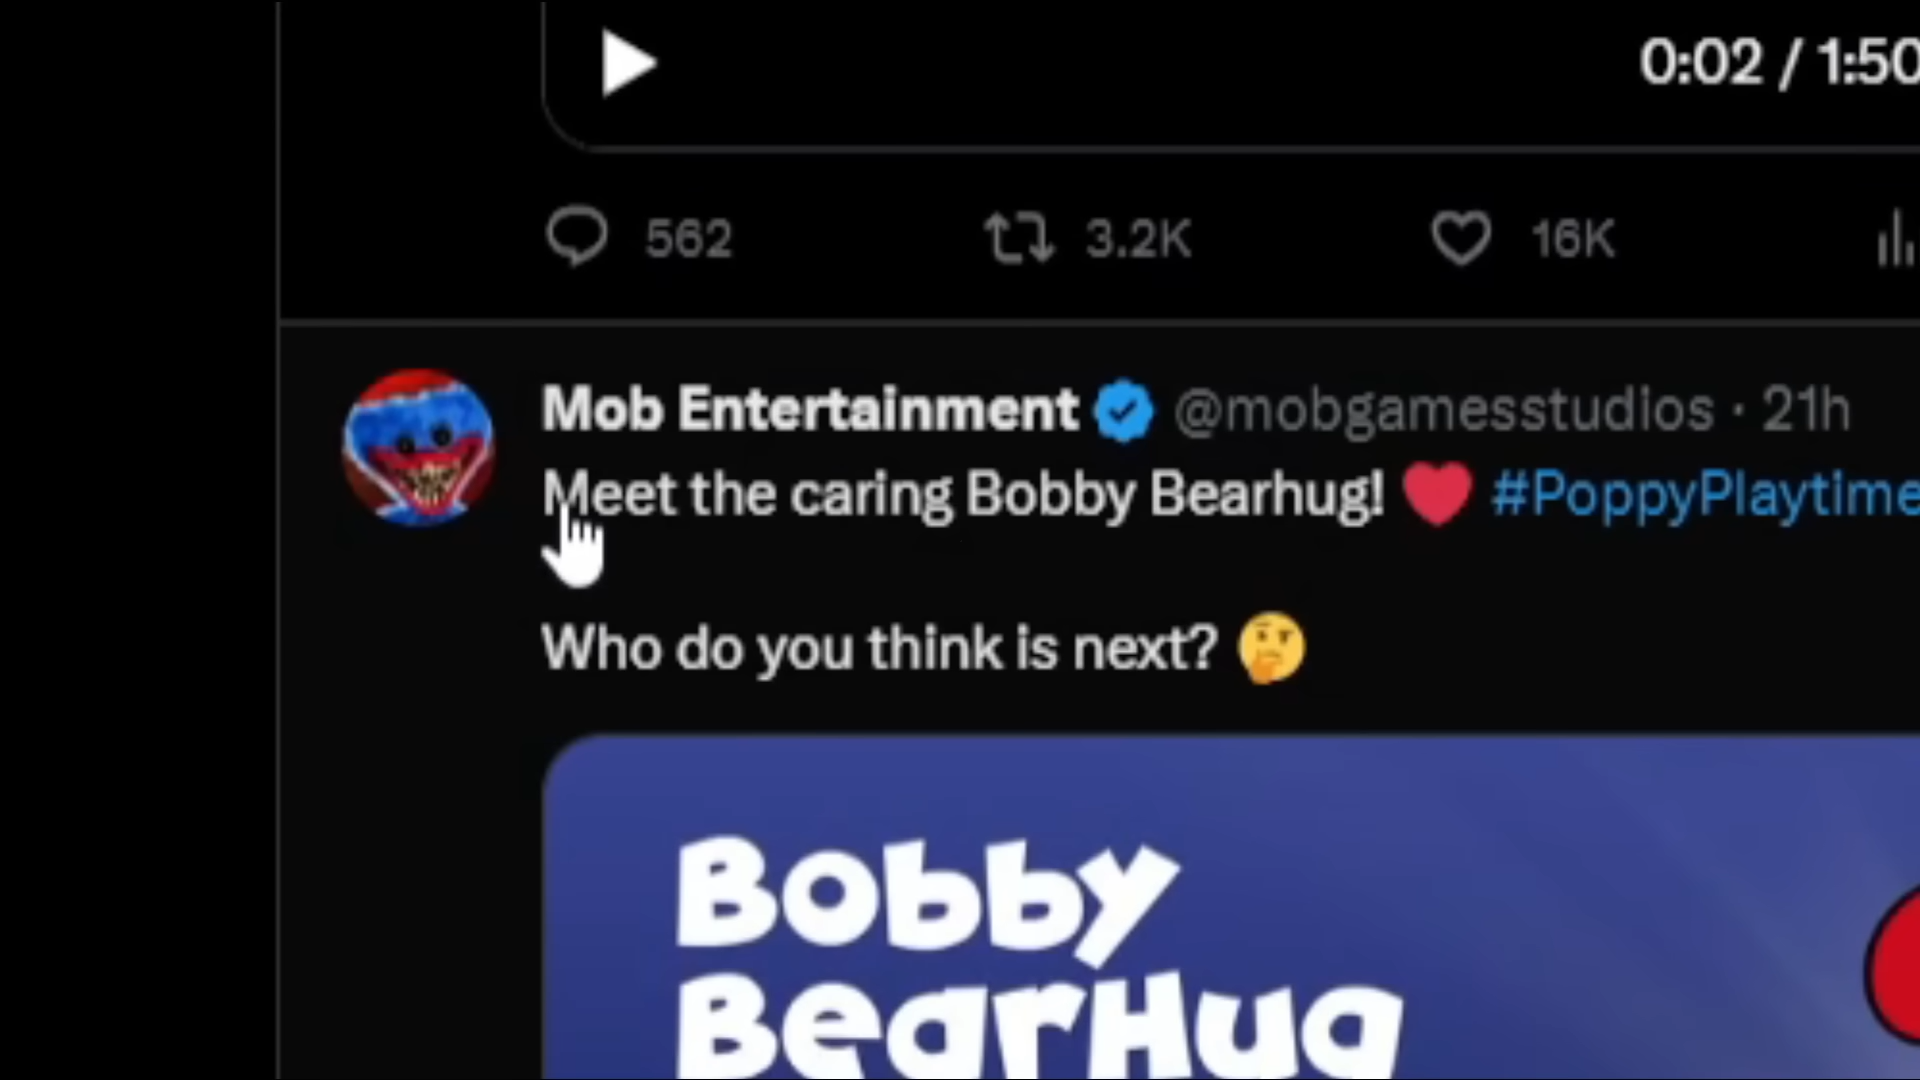 0:02 / 1:50
562 3.2K 16K
Mob Entertainment @mobgamesstudios · 21h
Meet the caring Bobby Bearhug! ❤️ #PoppyPlaytime
Who do you think is next? 🤔
Bobby
BearHug